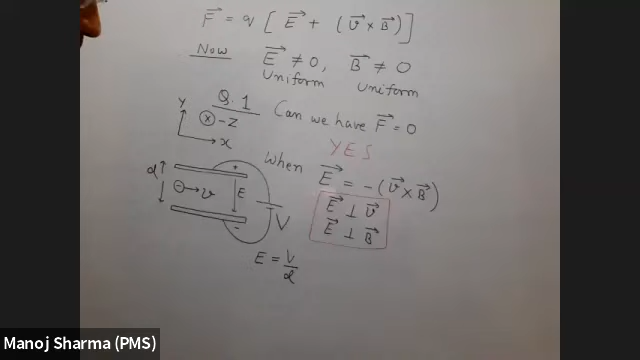 F = q [ E + (v × B) ]
Now E ≠ 0, B ≠ 0
Uniform Uniform
Q.1 Can we have F = 0
Y
⊗ -Z
x
YES
When E = -(v × B)
E ⊥ v
E ⊥ B
d
+
⊖→ v
E
V
-
E = V/d
Manoj Sharma (PMS)